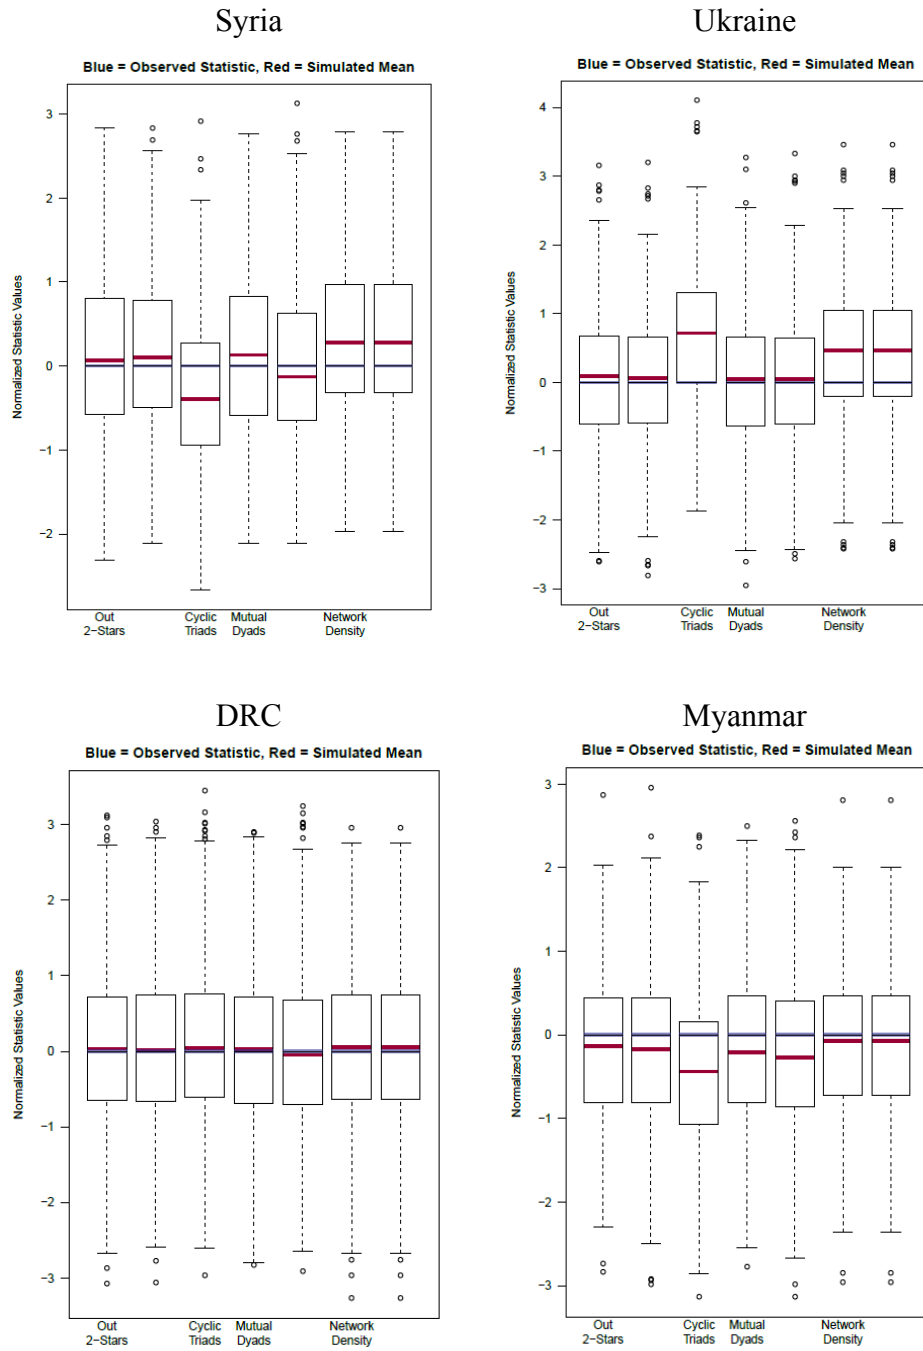 Syria
Blue = Observed Statistic, Red = Simulated Mean
Normalized Statistic Values
3
2
1
0
−1
−2
Out
2−Stars
Cyclic
Triads
Mutual
Dyads
Network
Density
Ukraine
Blue = Observed Statistic, Red = Simulated Mean
Normalized Statistic Values
4
3
2
1
0
−1
−2
−3
Out
2−Stars
Cyclic
Triads
Mutual
Dyads
Network
Density
DRC
Blue = Observed Statistic, Red = Simulated Mean
Normalized Statistic Values
3
2
1
0
−1
−2
−3
Out
2−Stars
Cyclic
Triads
Mutual
Dyads
Network
Density
Myanmar
Blue = Observed Statistic, Red = Simulated Mean
Normalized Statistic Values
3
2
1
0
−1
−2
−3
Out
2−Stars
Cyclic
Triads
Mutual
Dyads
Network
Density